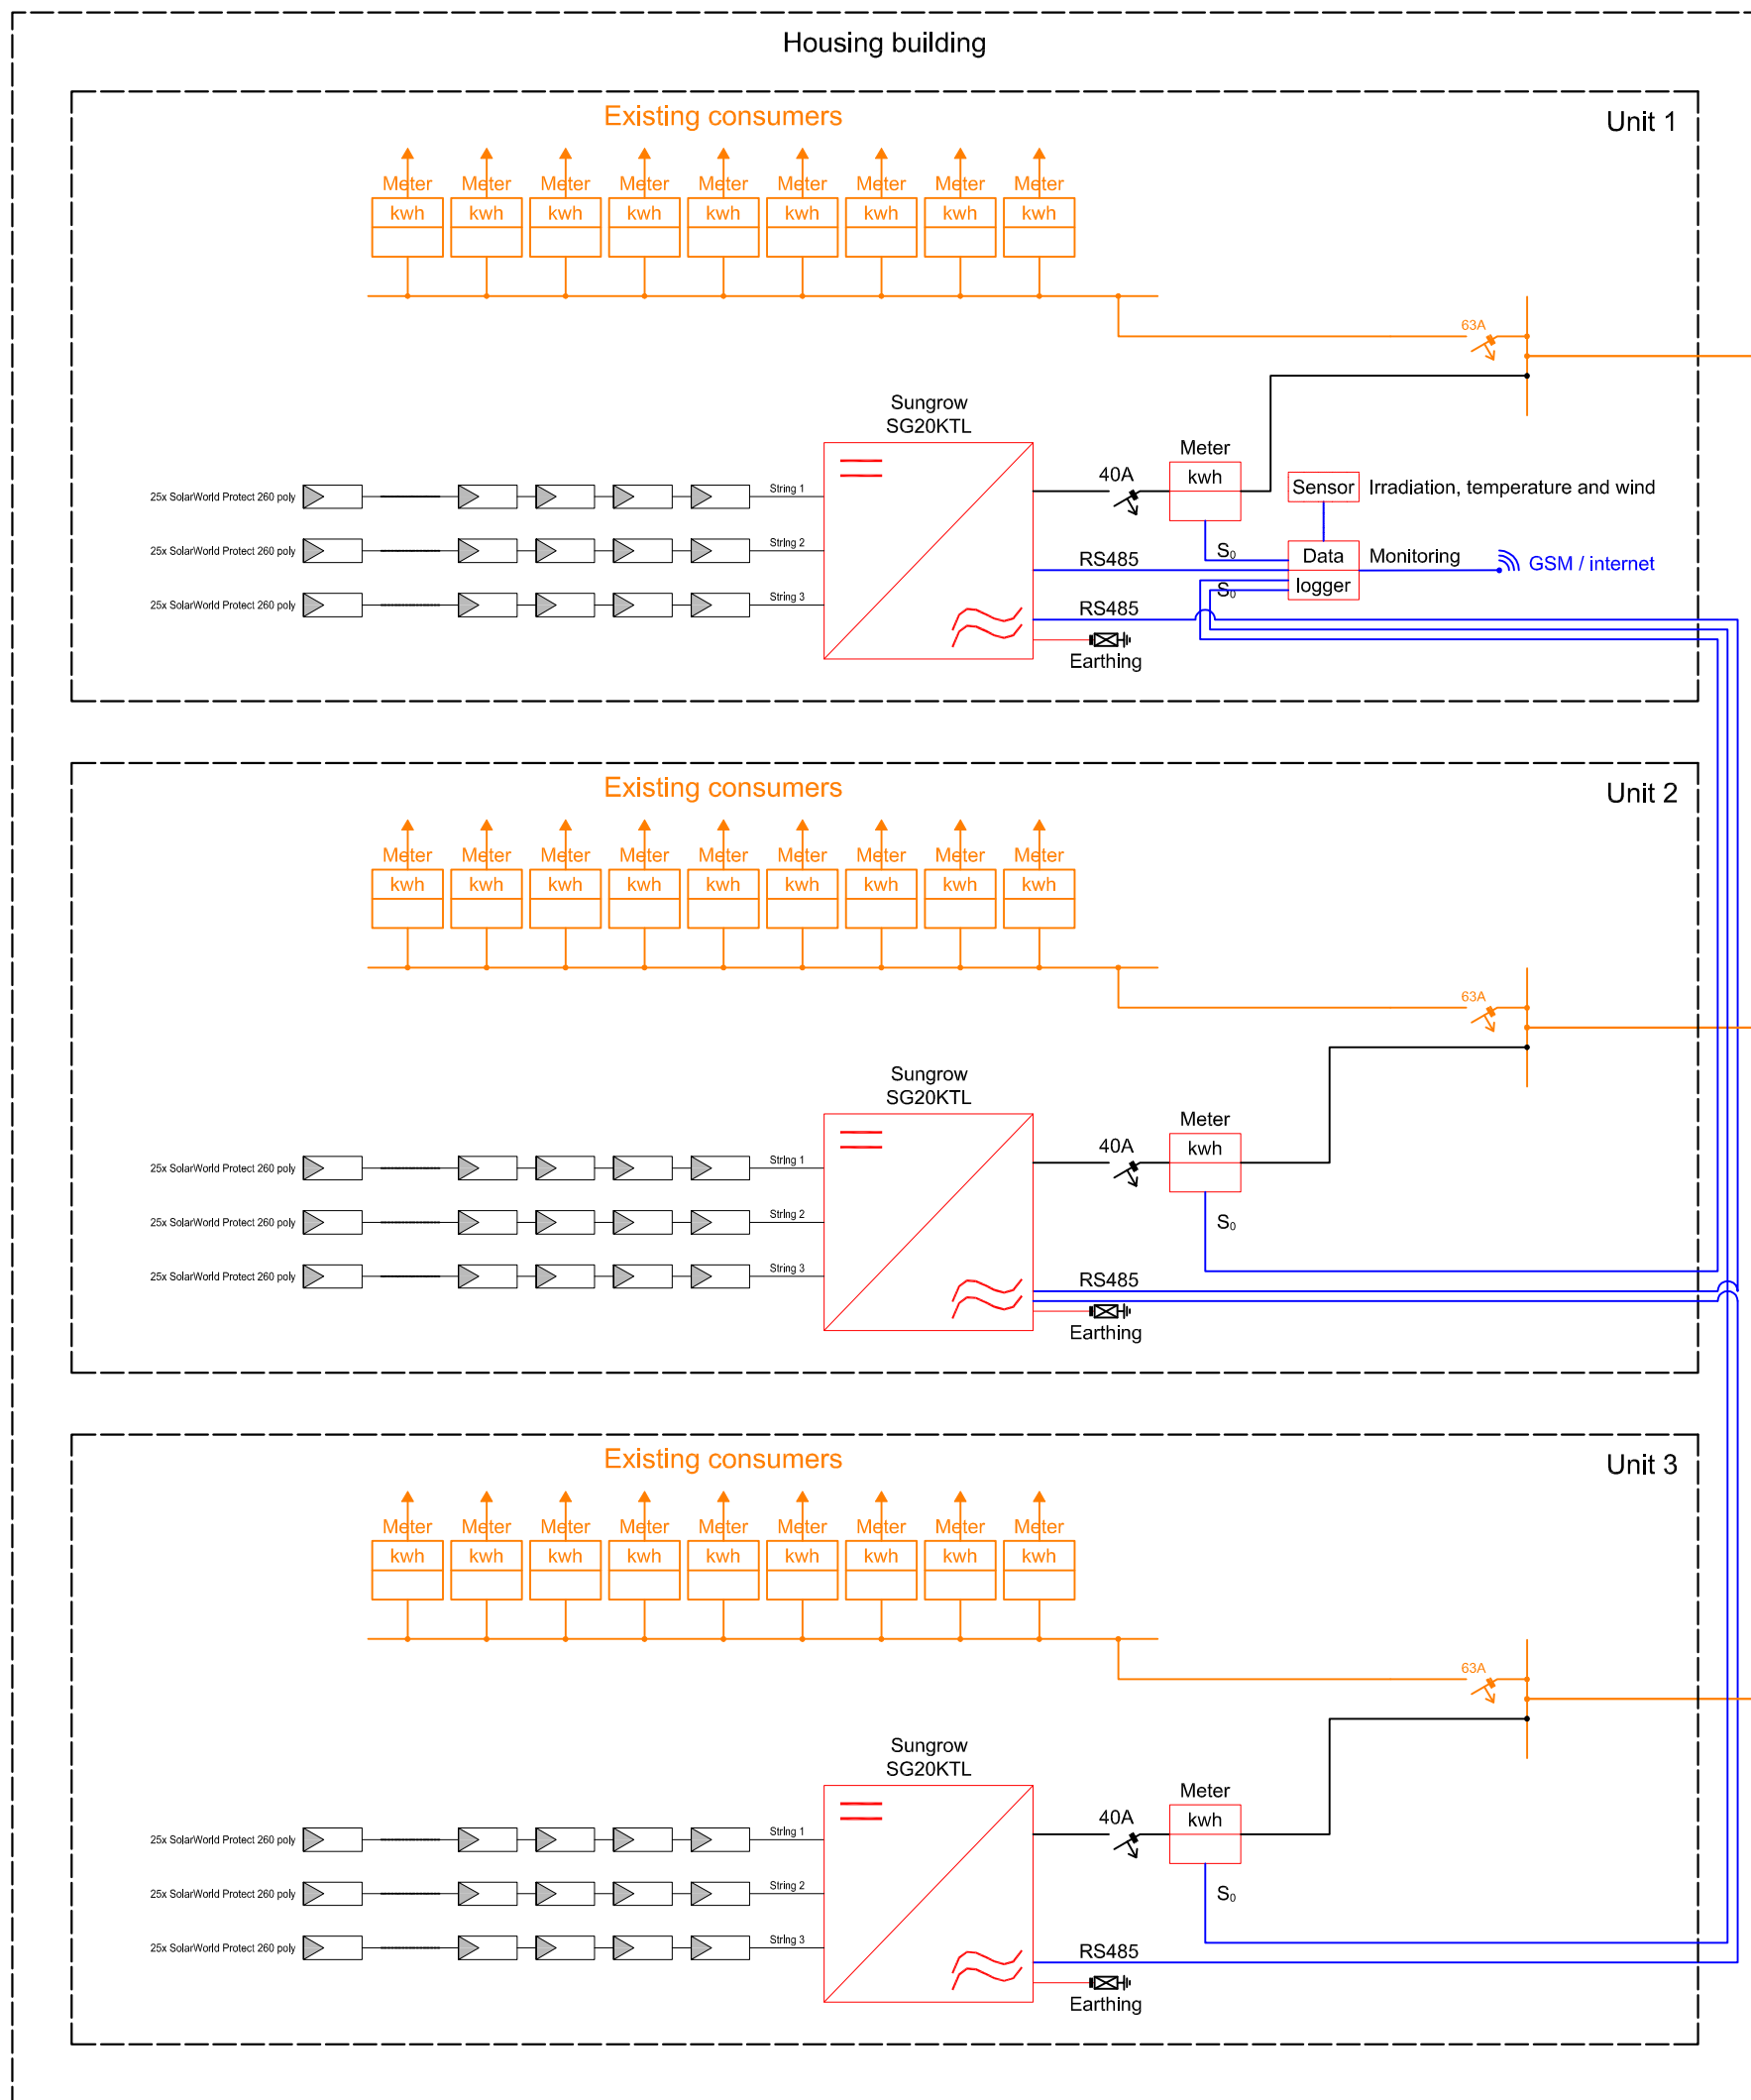 Housing building
Existing consumers
Unit 1
Meter Meter Meter Meter Meter Meter Meter Meter Meter
kwh kwh kwh kwh kwh kwh kwh kwh kwh
63A
Sungrow
SG20KTL
Meter
40A
kwh
Sensor Irradiation, temperature and wind
25x SolarWorld Protect 260 poly
String 1
25x SolarWorld Protect 260 poly
String 2
25x SolarWorld Protect 260 poly
String 3
S0
Data
logger
Monitoring
GSM / internet
RS485
S0
RS485
Earthing
Existing consumers
Unit 2
Meter Meter Meter Meter Meter Meter Meter Meter Meter
kwh kwh kwh kwh kwh kwh kwh kwh kwh
63A
Sungrow
SG20KTL
Meter
40A
kwh
25x SolarWorld Protect 260 poly
String 1
25x SolarWorld Protect 260 poly
String 2
25x SolarWorld Protect 260 poly
String 3
S0
RS485
Earthing
Existing consumers
Unit 3
Meter Meter Meter Meter Meter Meter Meter Meter Meter
kwh kwh kwh kwh kwh kwh kwh kwh kwh
63A
Sungrow
SG20KTL
Meter
40A
kwh
25x SolarWorld Protect 260 poly
String 1
25x SolarWorld Protect 260 poly
String 2
25x SolarWorld Protect 260 poly
String 3
S0
RS485
Earthing